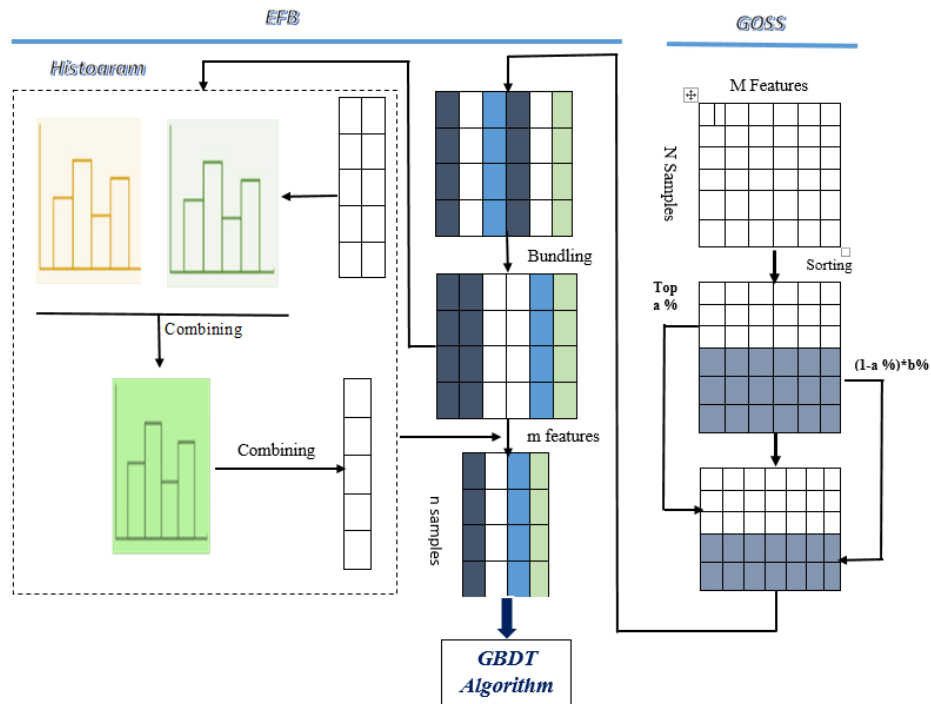 EFB
GOSS
Histoaram
M Features
N Samples
Sorting
Bundling
Top
a %
(1-a %)*b%
Combining
Combining
m features
n samples
GBDT
Algorithm